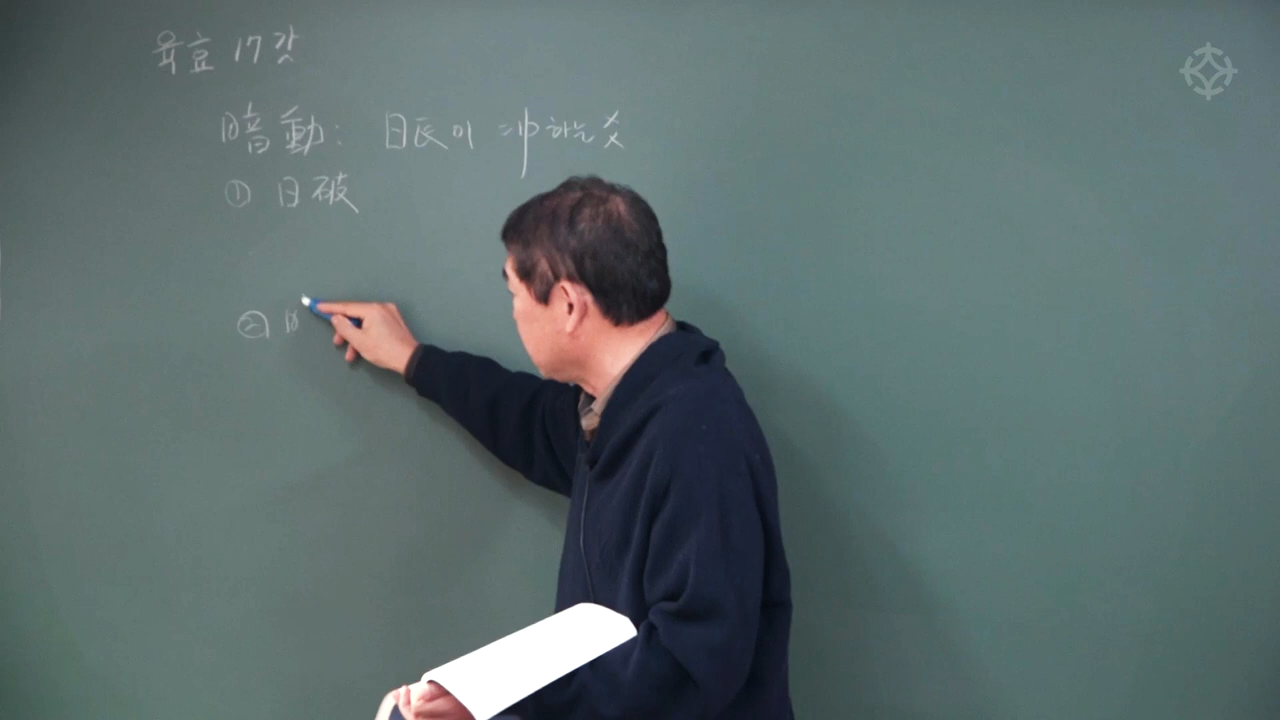 육효 17강
暗動: 日辰이 冲하는 爻
① 日破
②